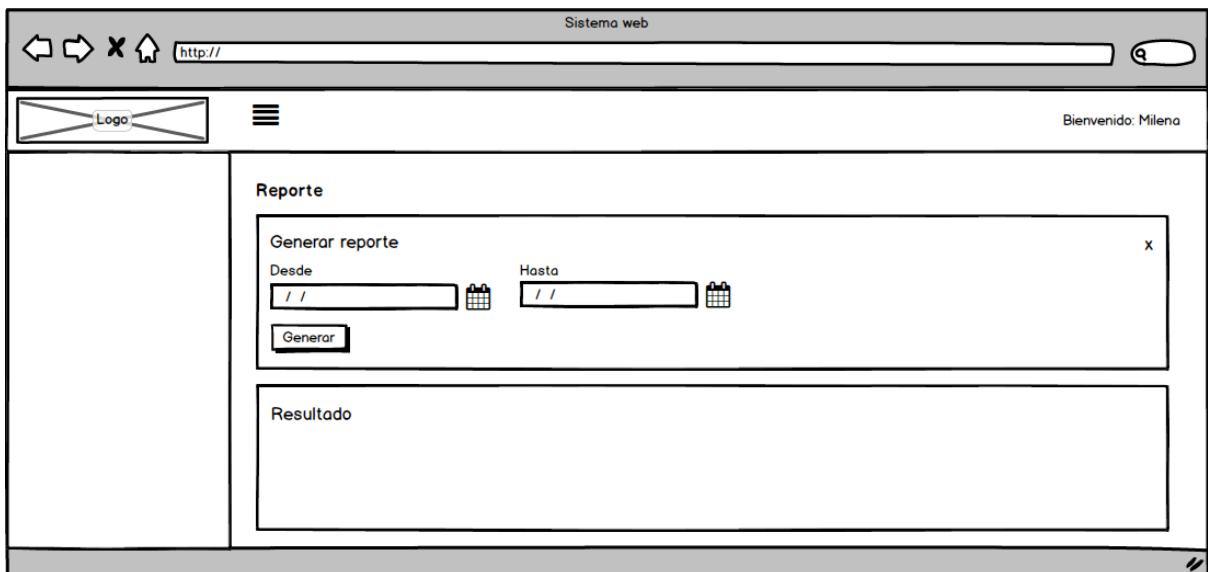 Sistema web
http://
Logo
Bienvenido: Milena
Reporte
Generar reporte
x
Desde
Hasta
/ /
/ /
Generar
Resultado